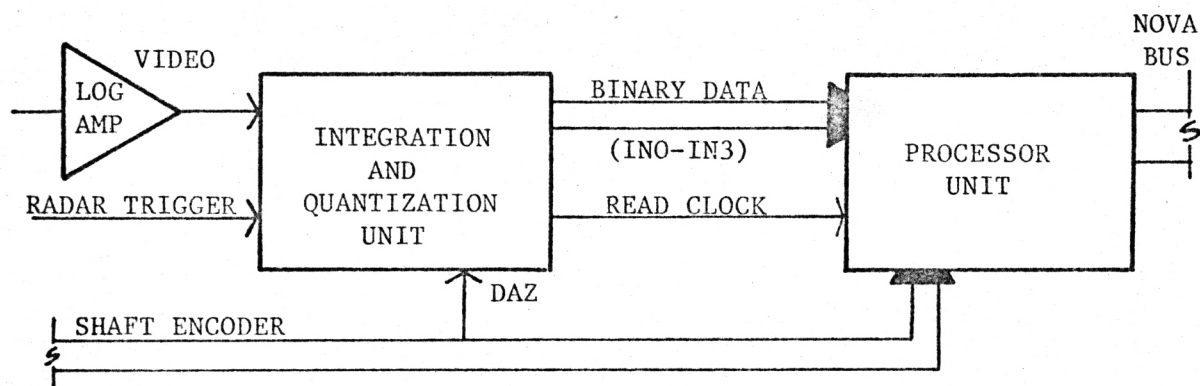 NOVA
BUS
VIDEO
LOG
AMP
BINARY DATA
INTEGRATION
AND
QUANTIZATION
UNIT
(INO-IN3)
PROCESSOR
UNIT
S
RADAR TRIGGER
READ CLOCK
DAZ
SHAFT ENCODER
S